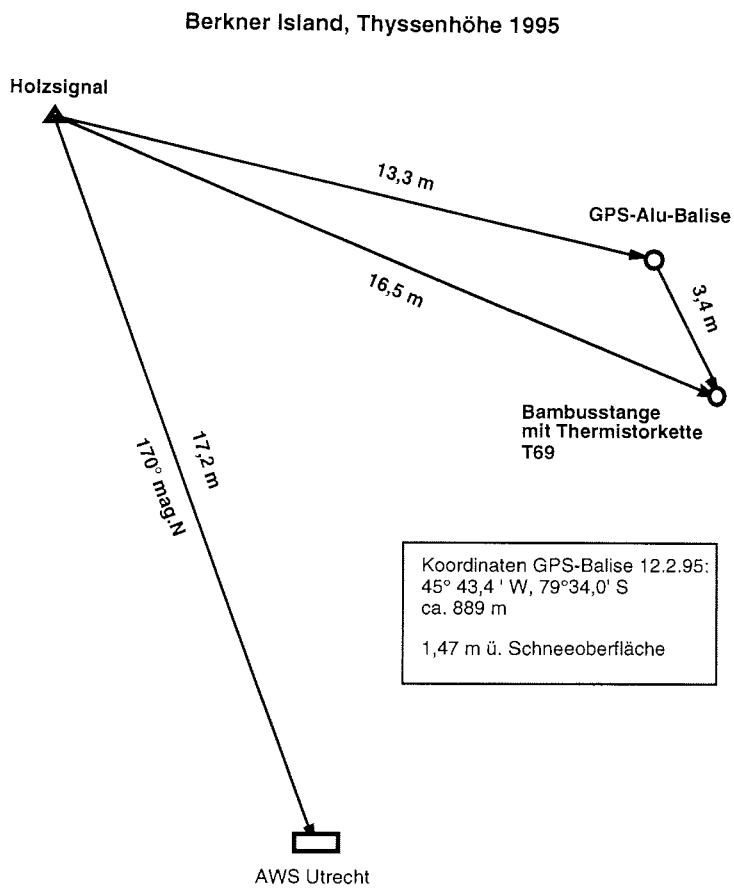 Berkner Island, Thyssenhöhe 1995
Holzsignal
13,3 m
GPS-Alu-Balise
16,5 m
3,4 m
Bambusstange
mit Thermistorkette
T69
17,2 m
170° mag.N
Koordinaten GPS-Balise 12.2.95:
45° 43,4 ' W, 79°34,0' S
ca. 889 m
1,47 m ü. Schneeoberfläche
AWS Utrecht